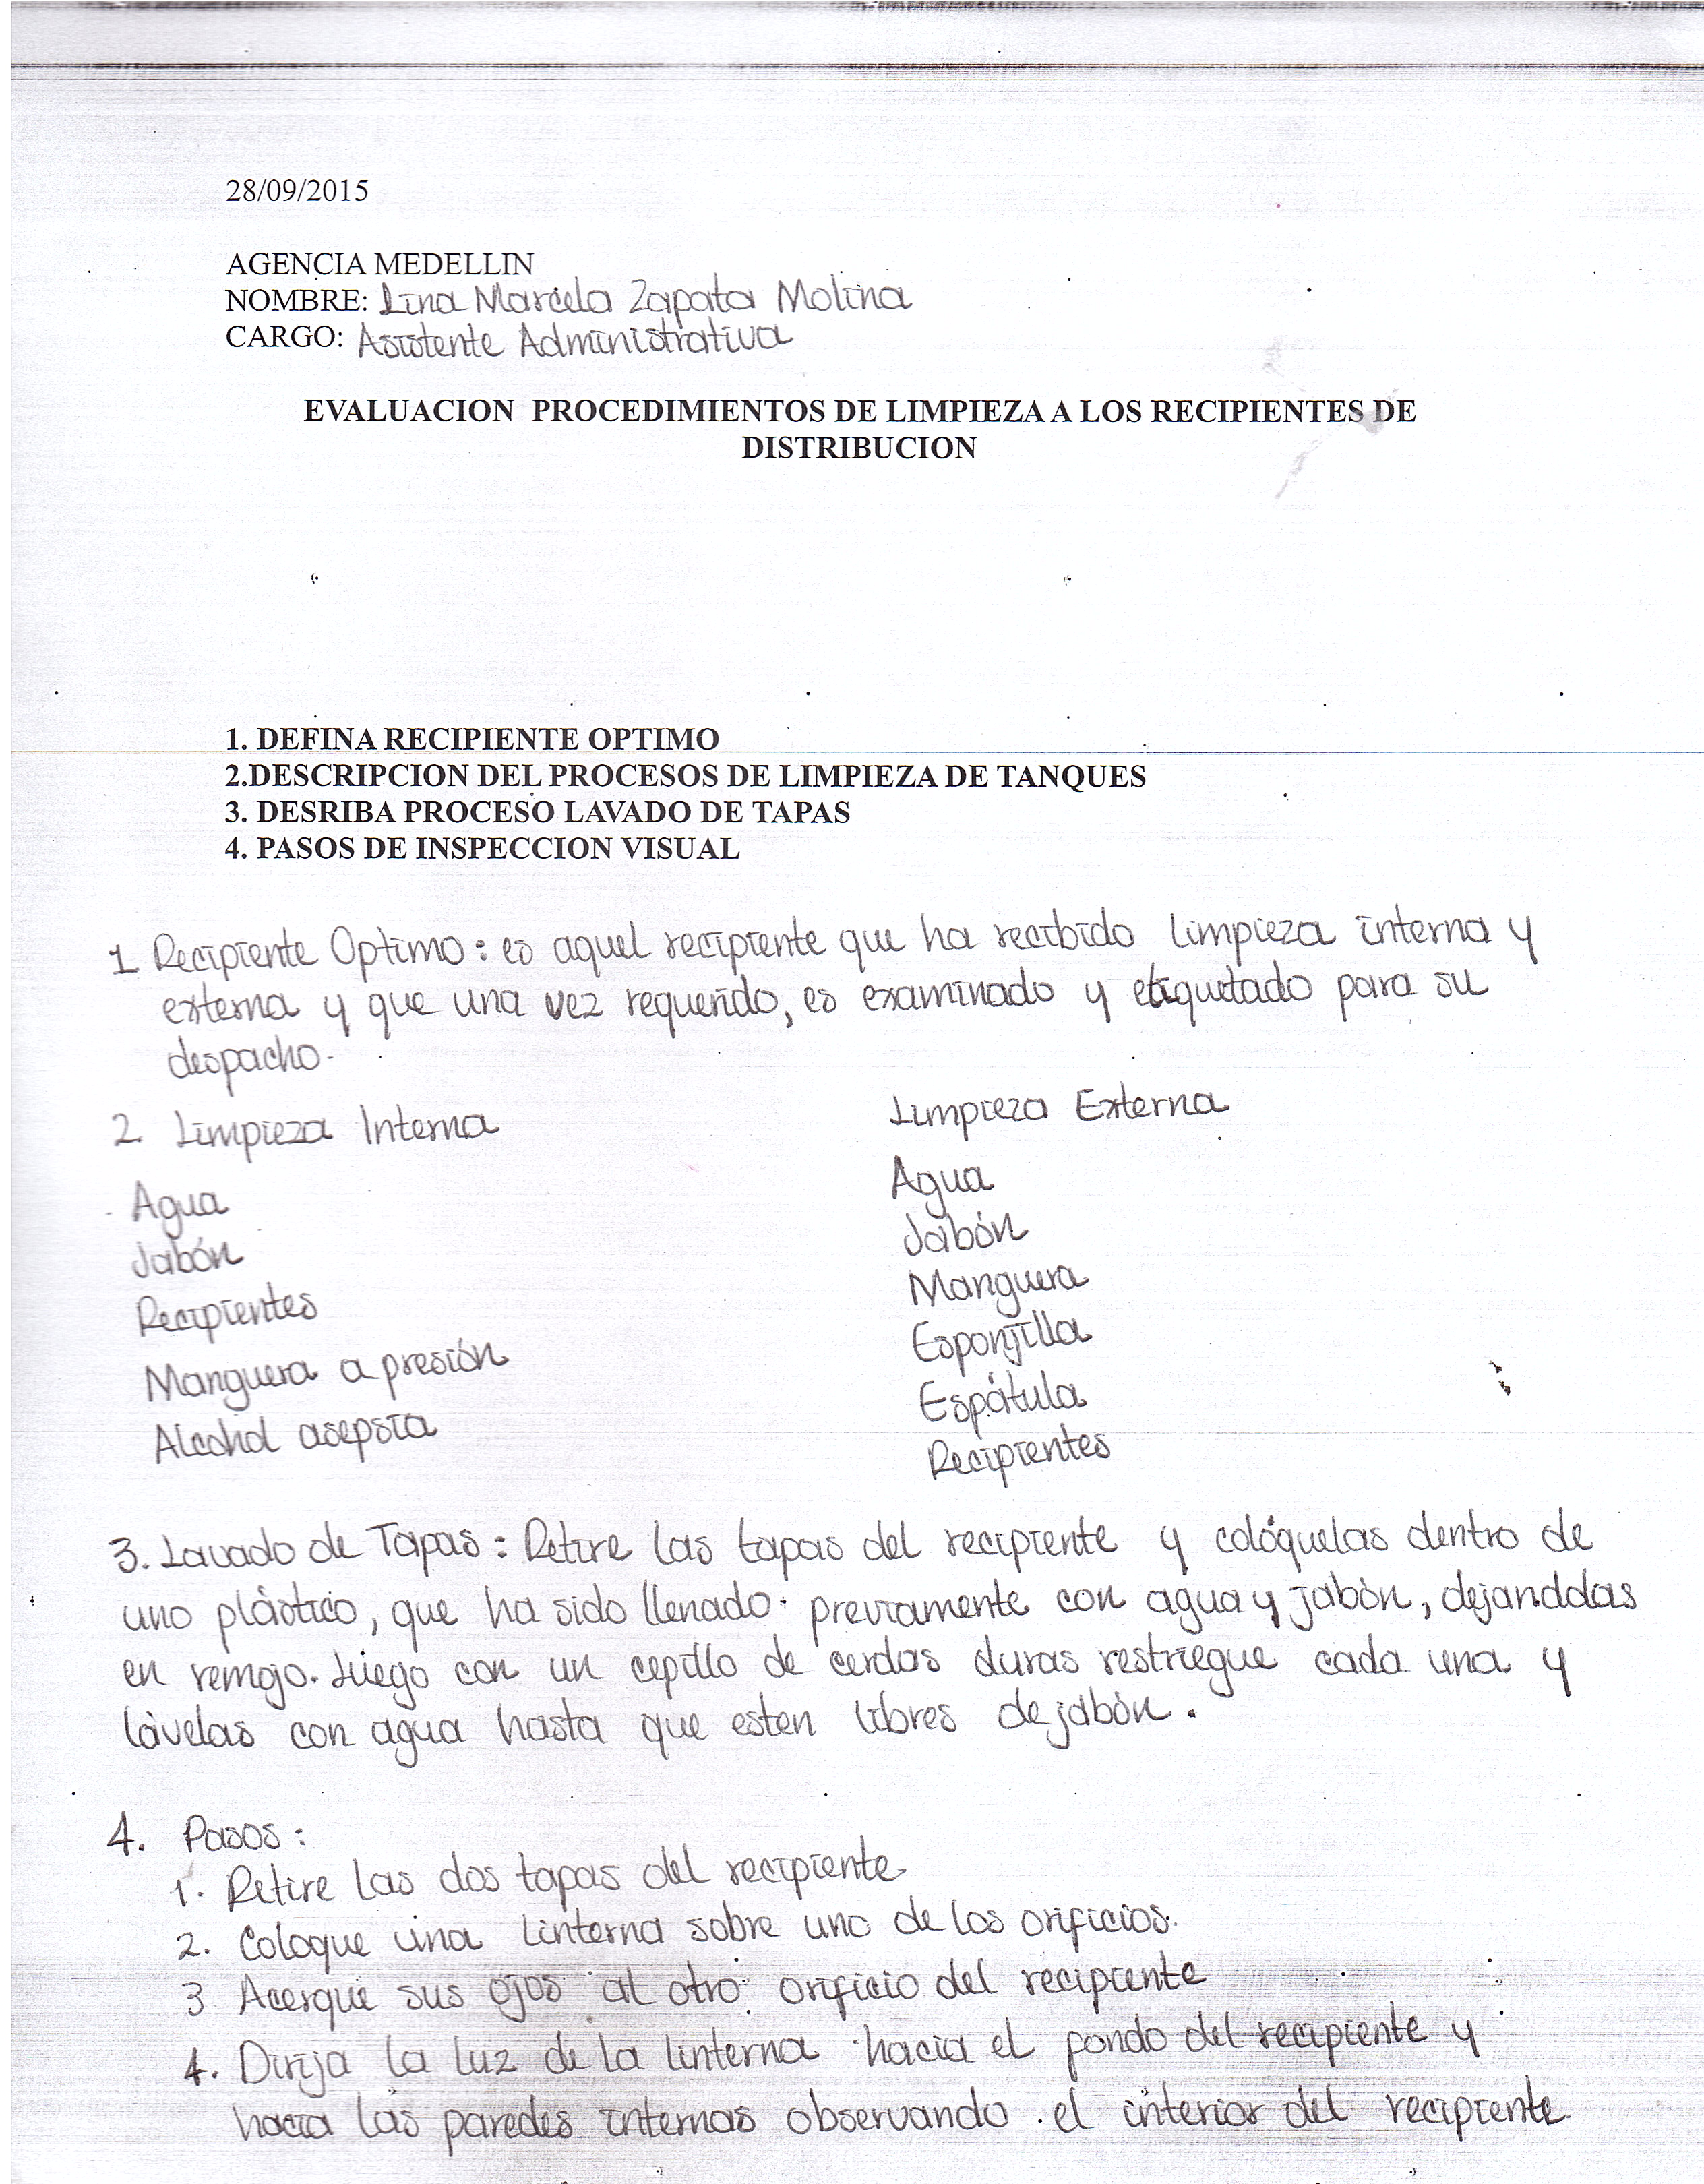 28/09/2015
AGENCIA MEDELLIN
NOMBRE: Lina Marcela Zapata Molina
CARGO: Asistente Administrativa
EVALUACION PROCEDIMIENTOS DE LIMPIEZA A LOS RECIPIENTES DE
DISTRIBUCION
1. DEFINA RECIPIENTE OPTIMO
2.DESCRIPCION DEL PROCESOS DE LIMPIEZA DE TANQUES
3. DESRIBA PROCESO LAVADO DE TAPAS
4. PASOS DE INSPECCION VISUAL
1 Recipiente Optimo: es aquel recipiente que ha recibido limpieza interna y
externa y que una vez requerido, es examinado y etiquetado para su
despacho.
2. Limpieza Interna
Agua
Jabón
Recipientes
Manguera a presión
Alcohol asepsia
Limpieza Externa
Agua
Jabón
Manguera
Esponjilla
Espátula
Recipientes
3. Lavado de Tapas: Retire las tapas del recipiente y colóquelas dentro de
uno plástico, que ha sido llenado previamente con agua y jabón, dejandolas
en remojo. Luego con un cepillo de cerdas duras restriegue cada una y
lávelas con agua hasta que esten libres de jabón.
4. Pasos:
1. Retire las dos tapas del recipiente
2. Coloque una linterna sobre uno de los orificios.
3 Acerque sus ojos al otro orificio del recipiente
4. Dirija la luz de la linterna hacia el fondo del recipiente y
hacia las paredes internas observando el interior del recipiente.